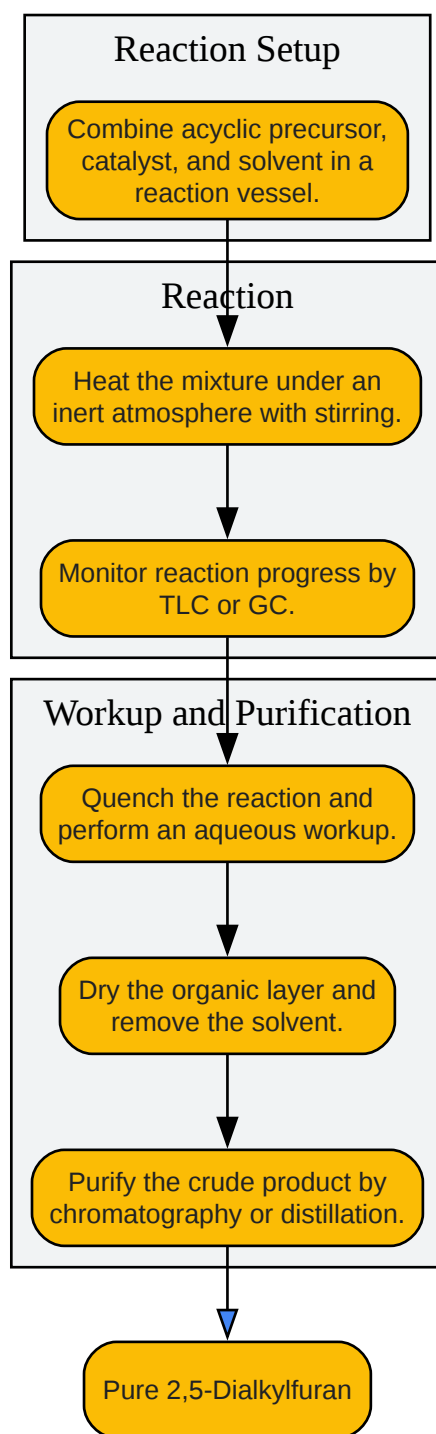 Reaction Setup
Combine acyclic precursor,
catalyst, and solvent in a
reaction vessel.
Reaction
Heat the mixture under an
inert atmosphere with stirring.
Monitor reaction progress by
TLC or GC.
Workup and Purification
Quench the reaction and
perform an aqueous workup.
Dry the organic layer and
remove the solvent.
Purify the crude product by
chromatography or distillation.
Pure 2,5-Dialkylfuran